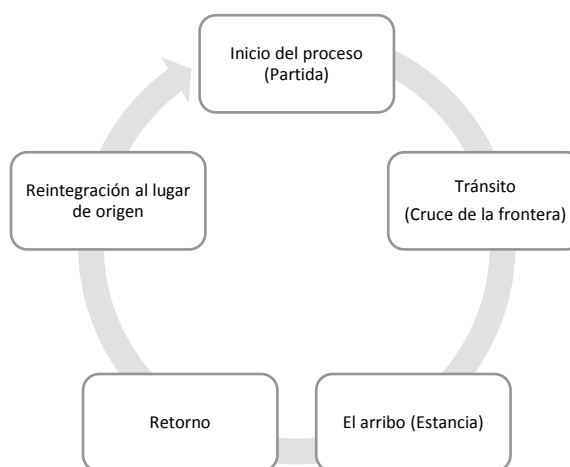 Inicio del proceso
(Partida)
Tránsito
(Cruce de la frontera)
El arribo (Estancia)
Retorno
Reintegración al lugar
de origen